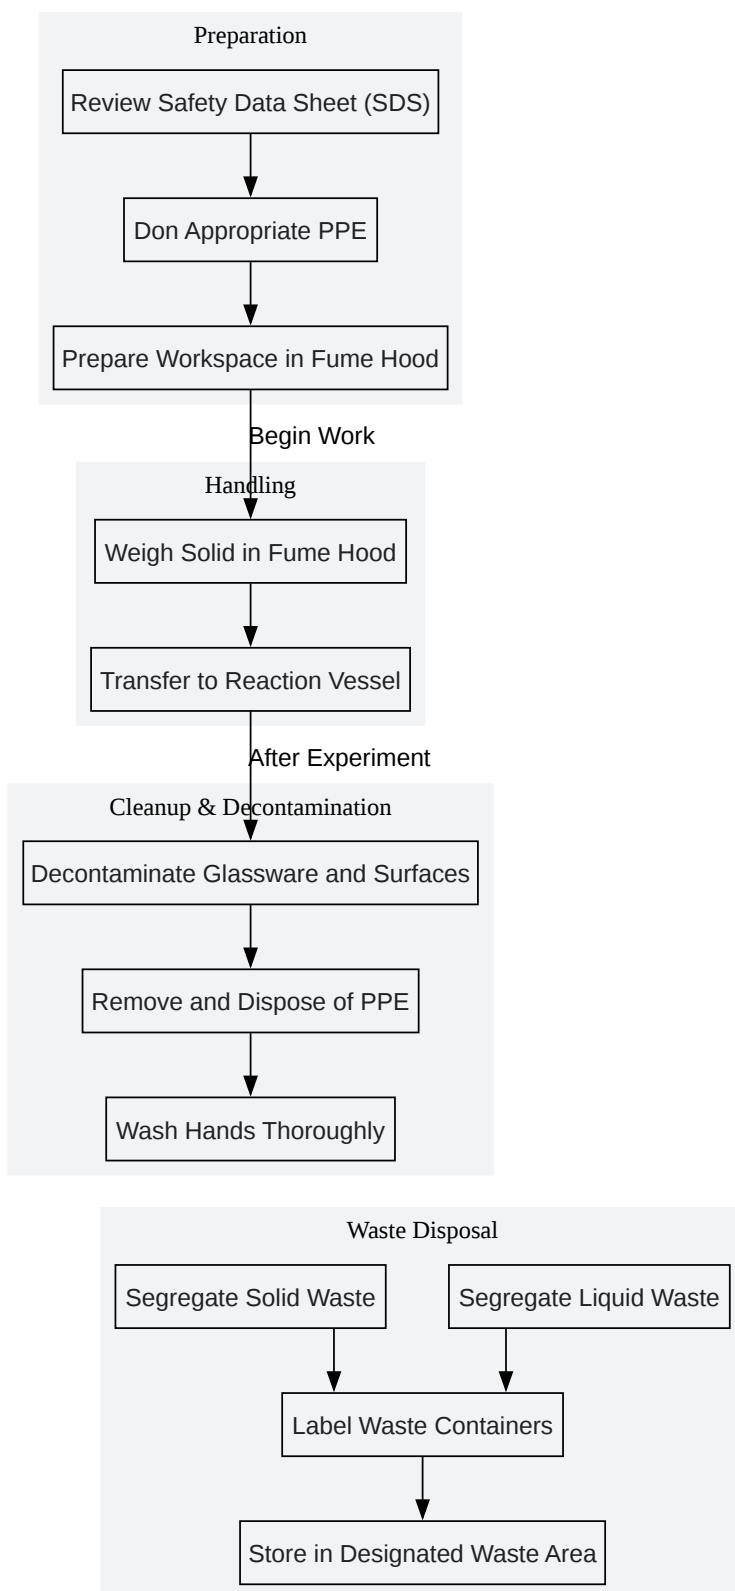 Preparation
Review Safety Data Sheet (SDS)
Don Appropriate PPE
Prepare Workspace in Fume Hood
Begin Work
Handling
Weigh Solid in Fume Hood
Transfer to Reaction Vessel
After Experiment
Cleanup & Decontamination
Decontaminate Glassware and Surfaces
Remove and Dispose of PPE
Wash Hands Thoroughly
Waste Disposal
Segregate Solid Waste
Segregate Liquid Waste
Label Waste Containers
Store in Designated Waste Area